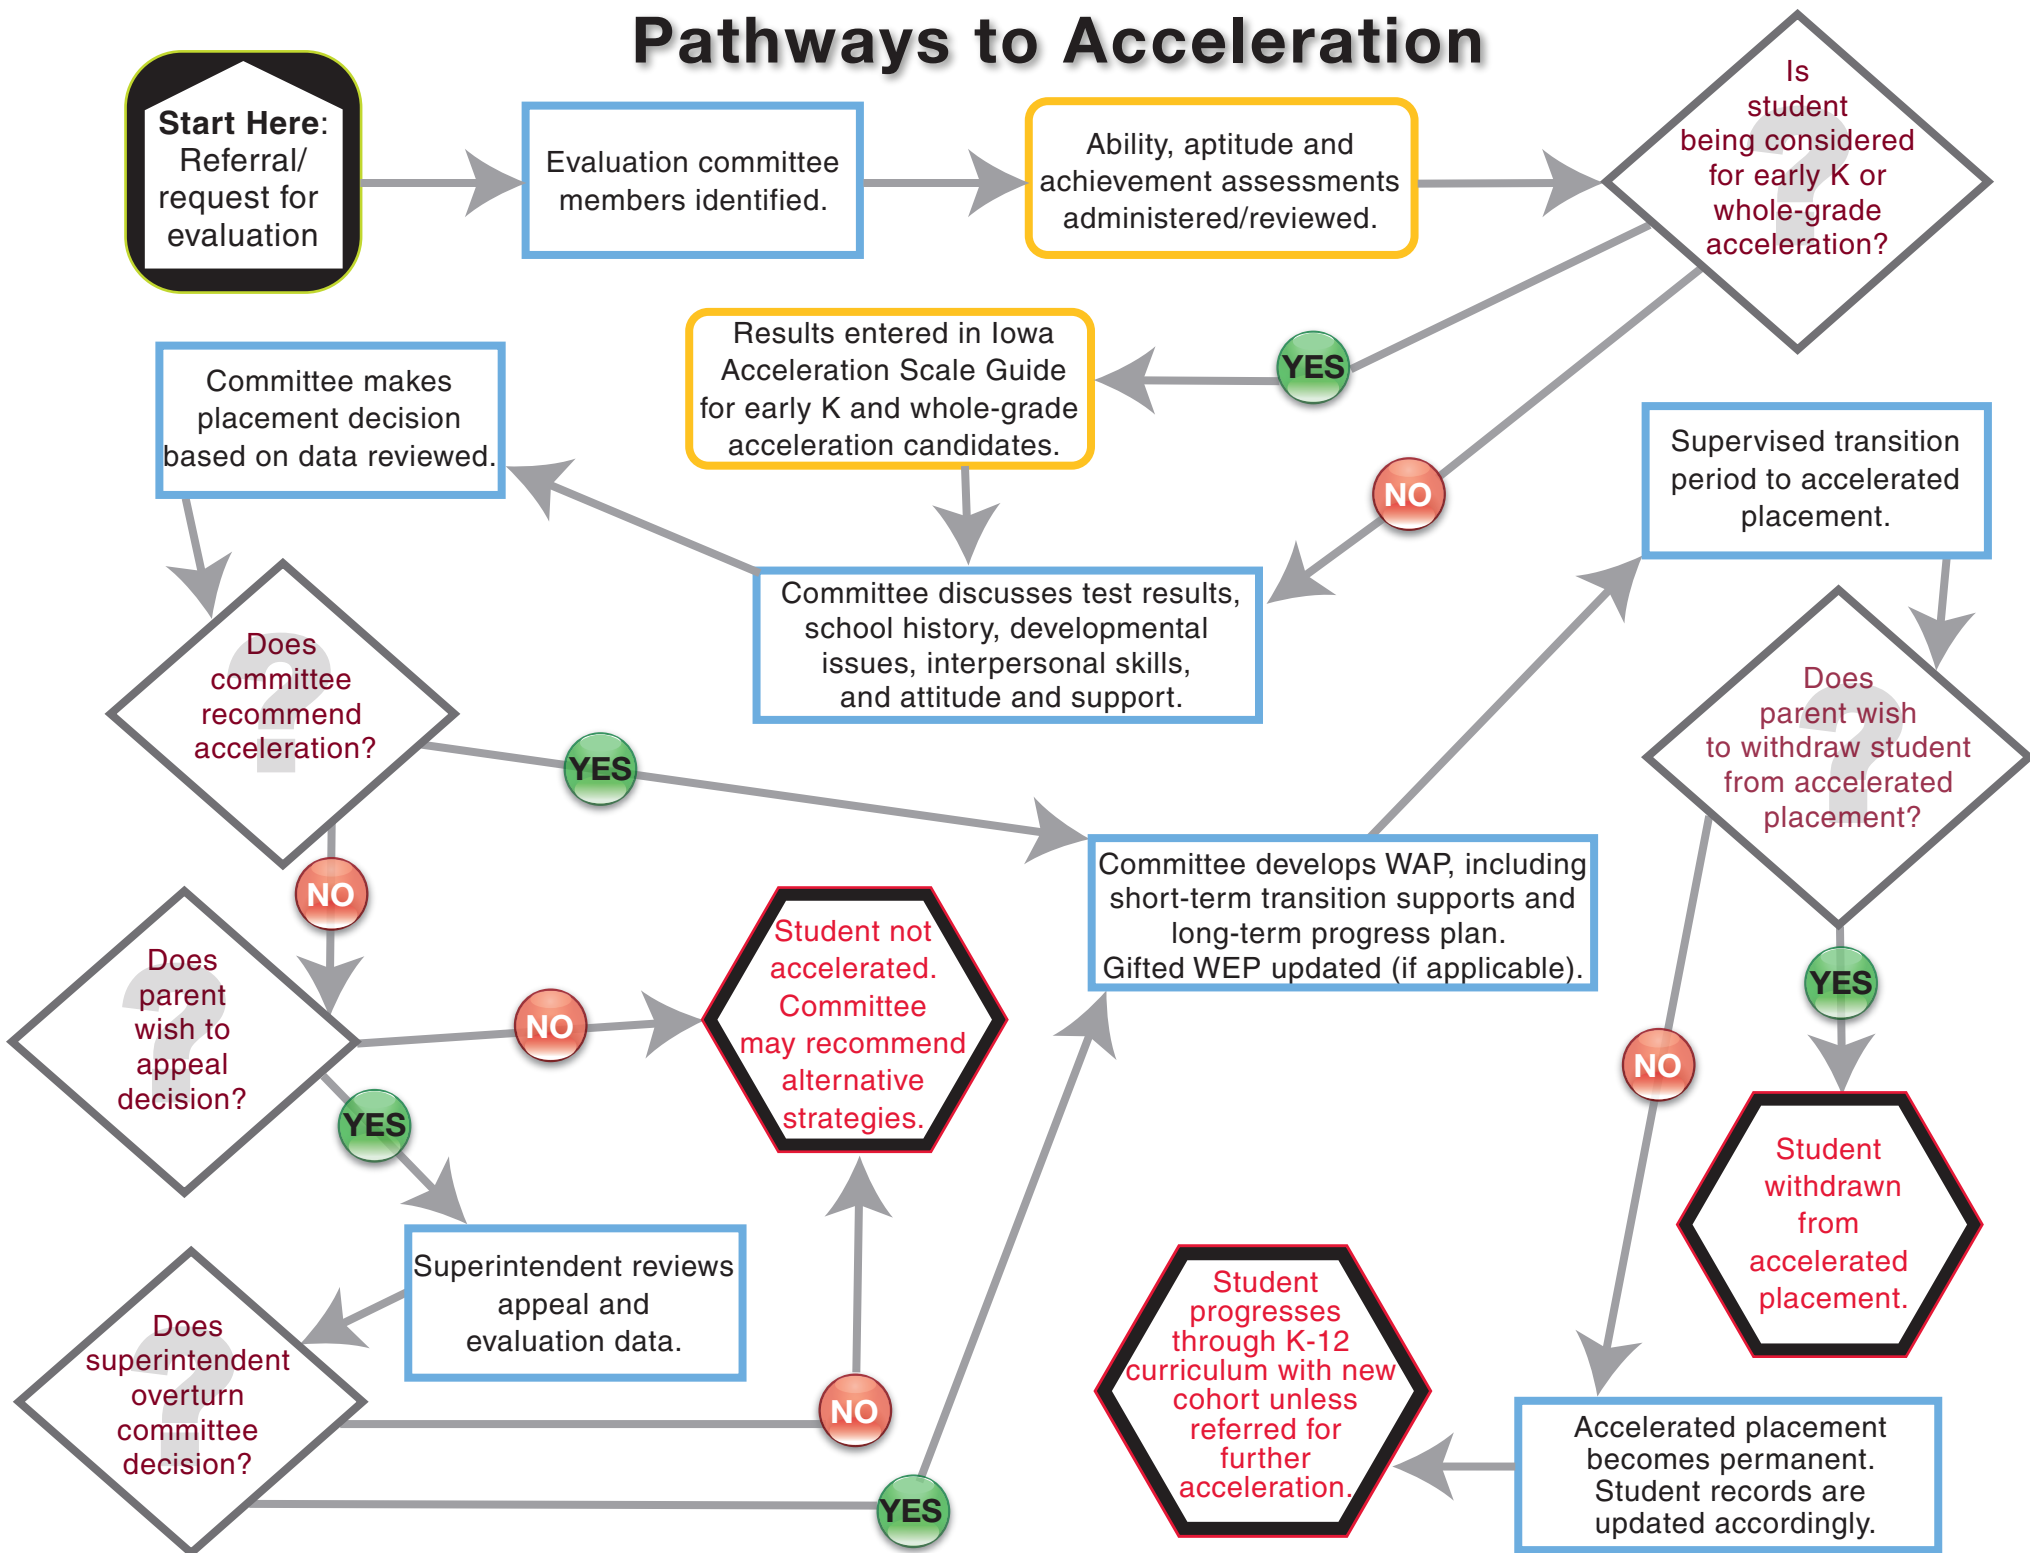 Pathways to Acceleration
Start Here:
Referral/
request for
evaluation
Evaluation committee
members identified.
Ability, aptitude and
achievement assessments
administered/reviewed.
?
Is
student
being considered
for early K or
whole-grade
acceleration?
YES
NO
Results entered in Iowa
Acceleration Scale Guide
for early K and whole-grade
acceleration candidates.
Committee discusses test results,
school history, developmental
issues, interpersonal skills,
and attitude and support.
Committee makes
placement decision
based on data reviewed.
?
Does
committee
recommend
acceleration?
YES
NO
?
Does
parent
wish to
appeal
decision?
NO
YES
Student not
accelerated.
Committee
may recommend
alternative
strategies.
Superintendent reviews
appeal and
evaluation data.
?
Does
superintendent
overturn
committee
decision?
NO
YES
Committee develops WAP, including
short-term transition supports and
long-term progress plan.
Gifted WEP updated (if applicable).
Supervised transition
period to accelerated
placement.
?
Does
parent wish
to withdraw student
from accelerated
placement?
YES
NO
Student
withdrawn
from
accelerated
placement.
Accelerated placement
becomes permanent.
Student records are
updated accordingly.
Student
progresses
through K-12
curriculum with new
cohort unless
referred for
further
acceleration.